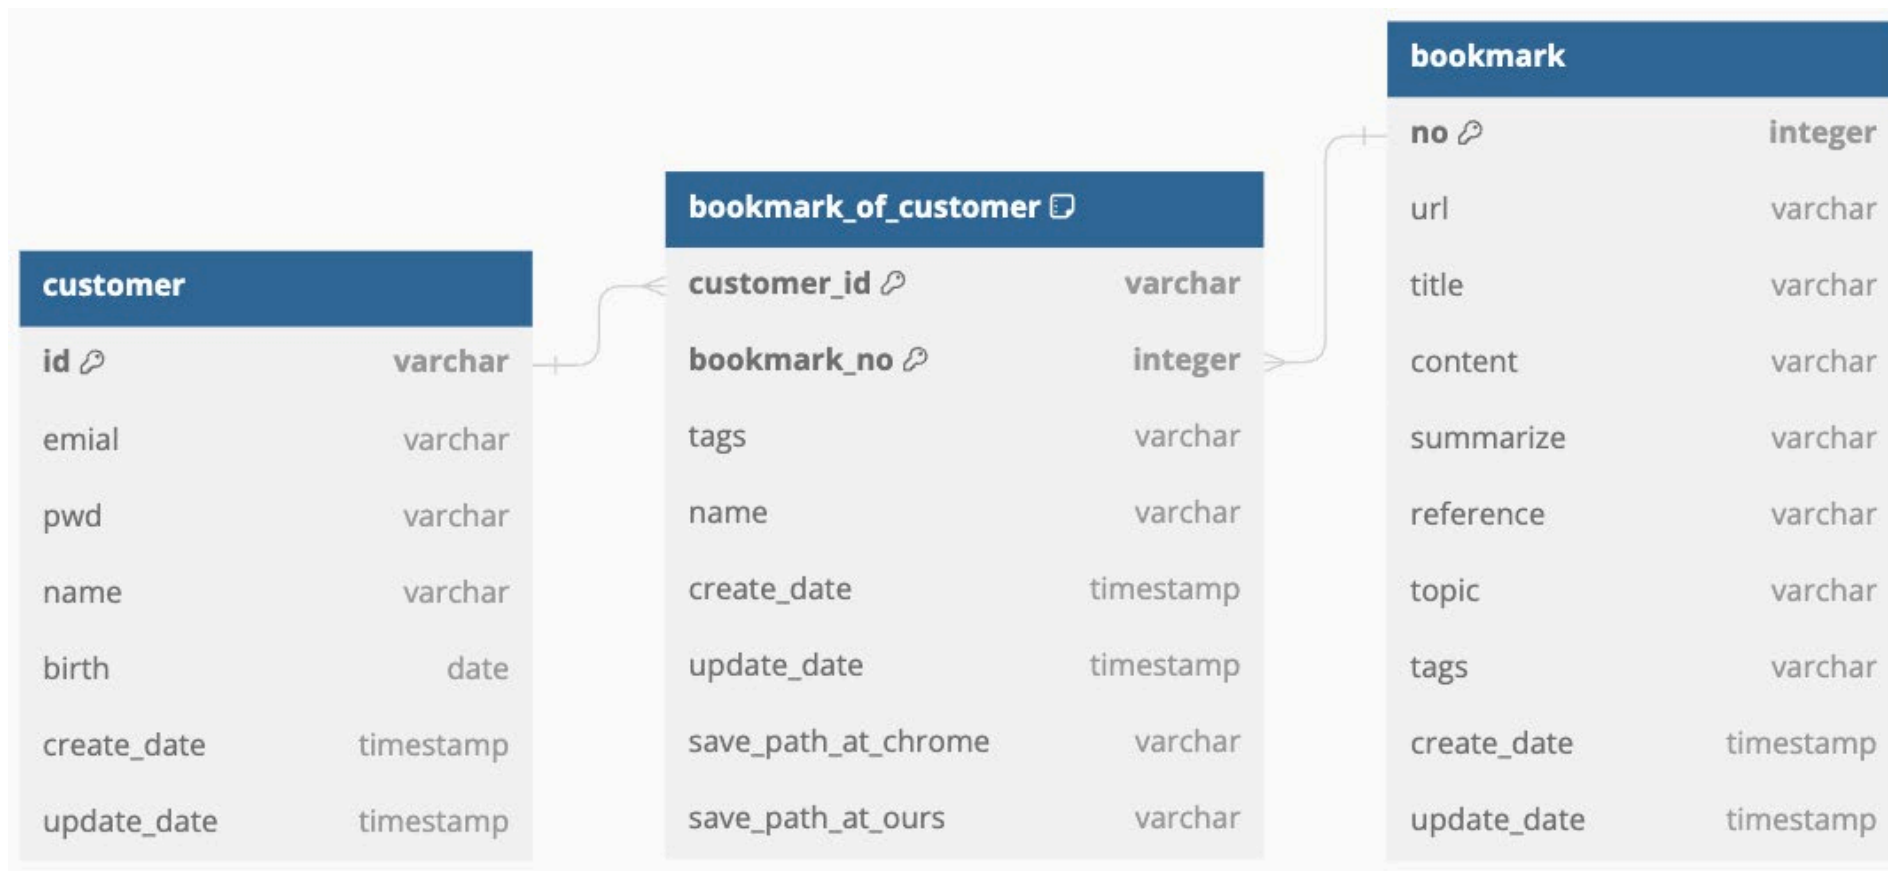 customer
id varchar
emial varchar
pwd varchar
name varchar
birth date
create_date timestamp
update_date timestamp
bookmark_of_customer
customer_id varchar
bookmark_no integer
tags varchar
name varchar
create_date timestamp
update_date timestamp
save_path_at_chrome varchar
save_path_at_ours varchar
bookmark
no integer
url varchar
title varchar
content varchar
summarize varchar
reference varchar
topic varchar
tags varchar
create_date timestamp
update_date timestamp